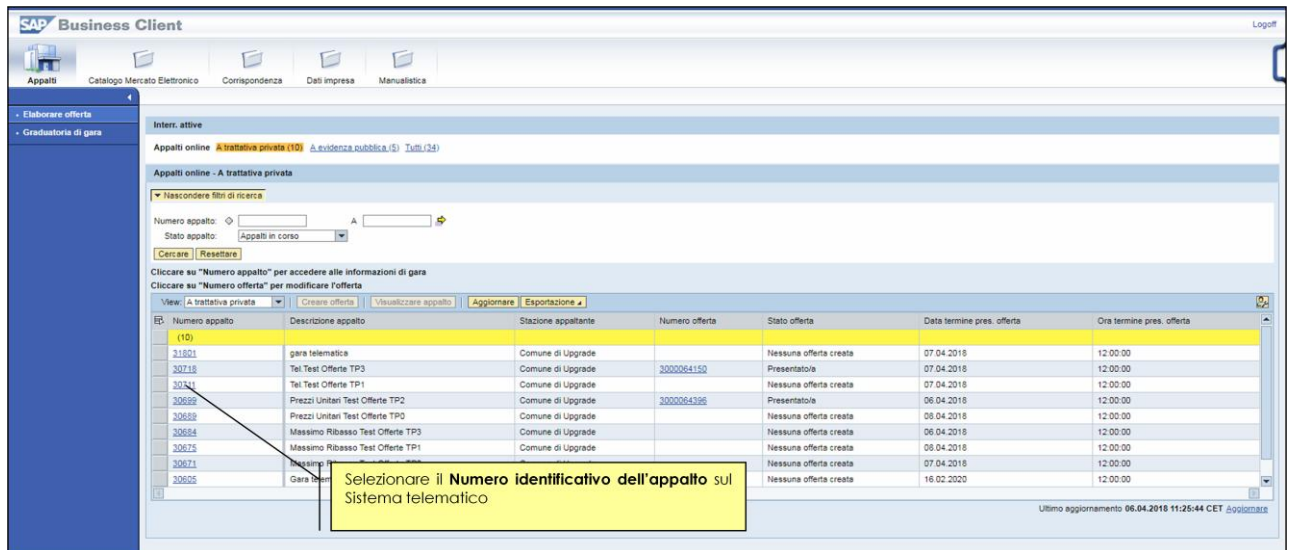 SAP Business Client
Logoff
Appalti
Catalogo Mercato Elettronico
Corrispondenza
Dati impresa
Manualistica
Elaborare offerta
Graduatoria di gara
Interr. attive
Appalti online A trattativa privata (10) A evidenza pubblica (5) Tutti (34)
Appalti online - A trattativa privata
Nascondere filtri di ricerca
Numero appalto: A
Stato appalto: Appalti in corso
Cercare Resettare
Cliccare su "Numero appalto" per accedere alle informazioni di gara
Cliccare su "Numero offerta" per modificare l'offerta
View: A trattativa privata Creare offerta Visualizzare appalto Aggiornare Esportazione
Numero appalto Descrizione appalto Stazione appaltante Numero offerta Stato offerta Data termine pres. offerta Ora termine pres. offerta
(10)
31801 gara telematica Comune di Upgrade Nessuna offerta creata 07.04.2018 12:00:00
30718 Tel.Test Offerte TP3 Comune di Upgrade 3000064150 Presentato/a 07.04.2018 12:00:00
30711 Tel.Test Offerte TP1 Comune di Upgrade Nessuna offerta creata 07.04.2018 12:00:00
30699 Prezzi Unitari Test Offerte TP2 Comune di Upgrade 3000064396 Presentato/a 06.04.2018 12:00:00
30689 Prezzi Unitari Test Offerte TP0 Comune di Upgrade Nessuna offerta creata 08.04.2018 12:00:00
30684 Massimo Ribasso Test Offerte TP3 Comune di Upgrade Nessuna offerta creata 06.04.2018 12:00:00
30675 Massimo Ribasso Test Offerte TP1 Comune di Upgrade Nessuna offerta creata 08.04.2018 12:00:00
30671 Massimo Nessuna offerta creata 07.04.2018 12:00:00
30605 Gara Nessuna offerta creata 16.02.2020 12:00:00
Selezionare il Numero identificativo dell'appalto sul
Sistema telematico
Ultimo aggiornamento 06.04.2018 11:25:44 CET Aggiornare